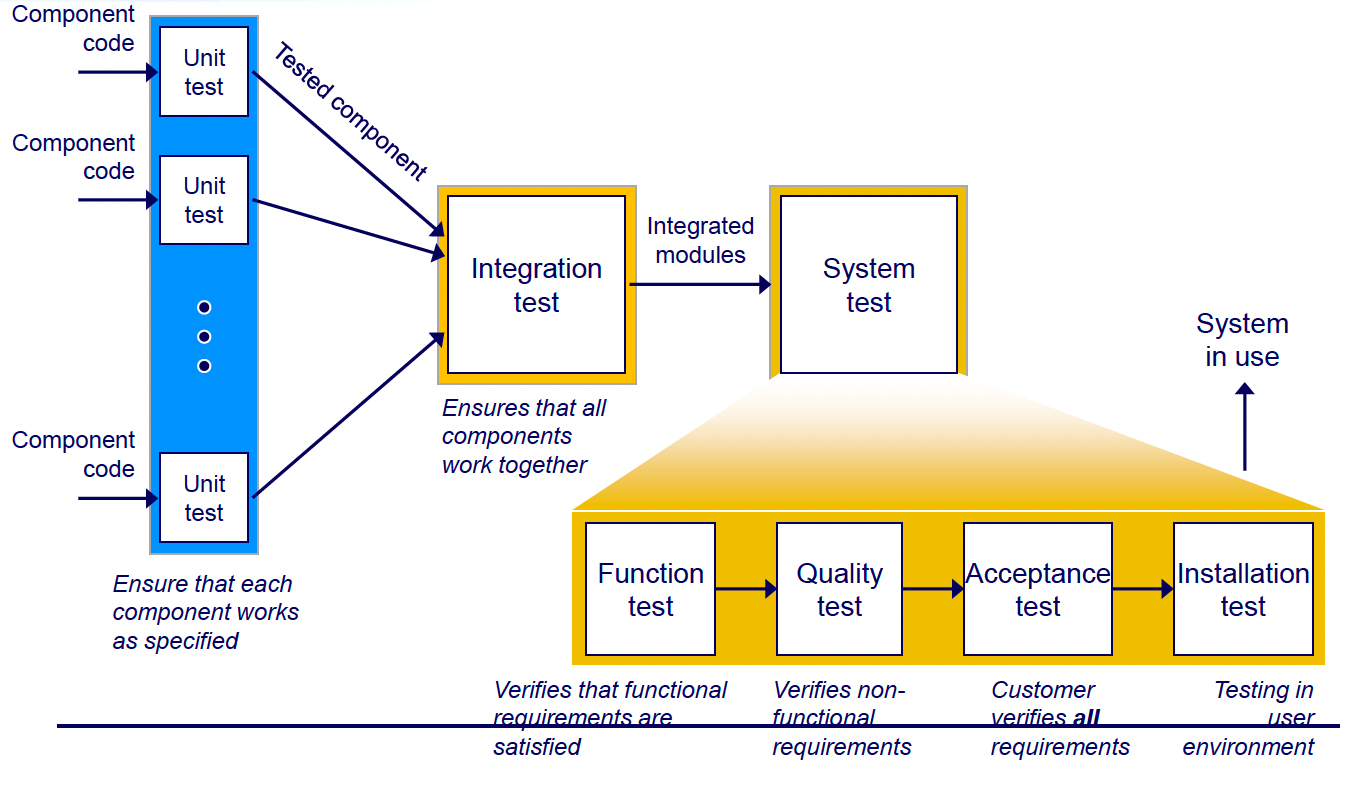 Component
code
Unit
test
Tested component
Component
code
Unit
test
Integration
test
Integrated
modules
System
test
System
in use
Ensures that all
components
work together
Component
code
Unit
test
Ensure that each
component works
as specified
Function
test
Quality
test
Acceptance
test
Installation
test
Verifies that functional
requirements are
satisfied
Verifies non-
functional
requirements
Customer
verifies all
requirements
Testing in
user
environment